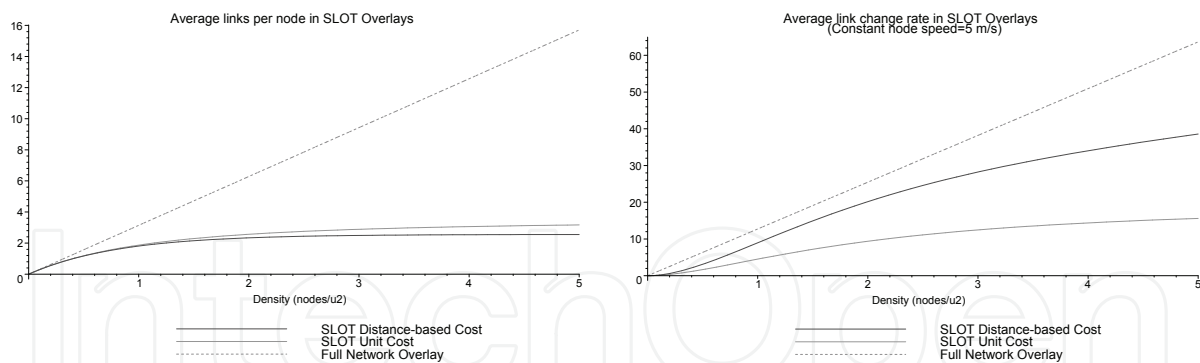 Average links per node in SLOT Overlays
16
14
12
10
8
6
4
2
0
1
2
3
4
5
Density (nodes/u2)
SLOT Distance-based Cost
SLOT Unit Cost
Full Network Overlay
Average link change rate in SLOT Overlays
(Constant node speed=5 m/s)
60
50
40
30
20
10
0
1
2
3
4
5
Density (nodes/u2)
SLOT Distance-based Cost
SLOT Unit Cost
Full Network Overlay
IntechOpen